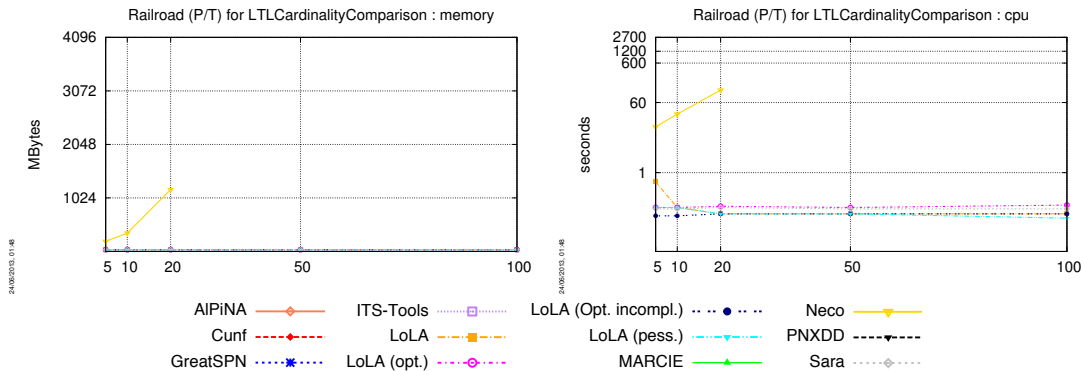 Railroad (P/T) for LTLCardinalityComparison : memory
4096
3072
2048
1024
MBytes
5 10 20 50 100
24/06/2013, 01:48
Railroad (P/T) for LTLCardinalityComparison : cpu
2700
1200
600
60
1
seconds
5 10 20 50 100
24/06/2013, 01:48
AlPiNA ITS-Tools LoLA (Opt. incompl.) Neco
Cunf LoLA LoLA (pess.) PNXDD
GreatSPN LoLA (opt.) MARCIE Sara